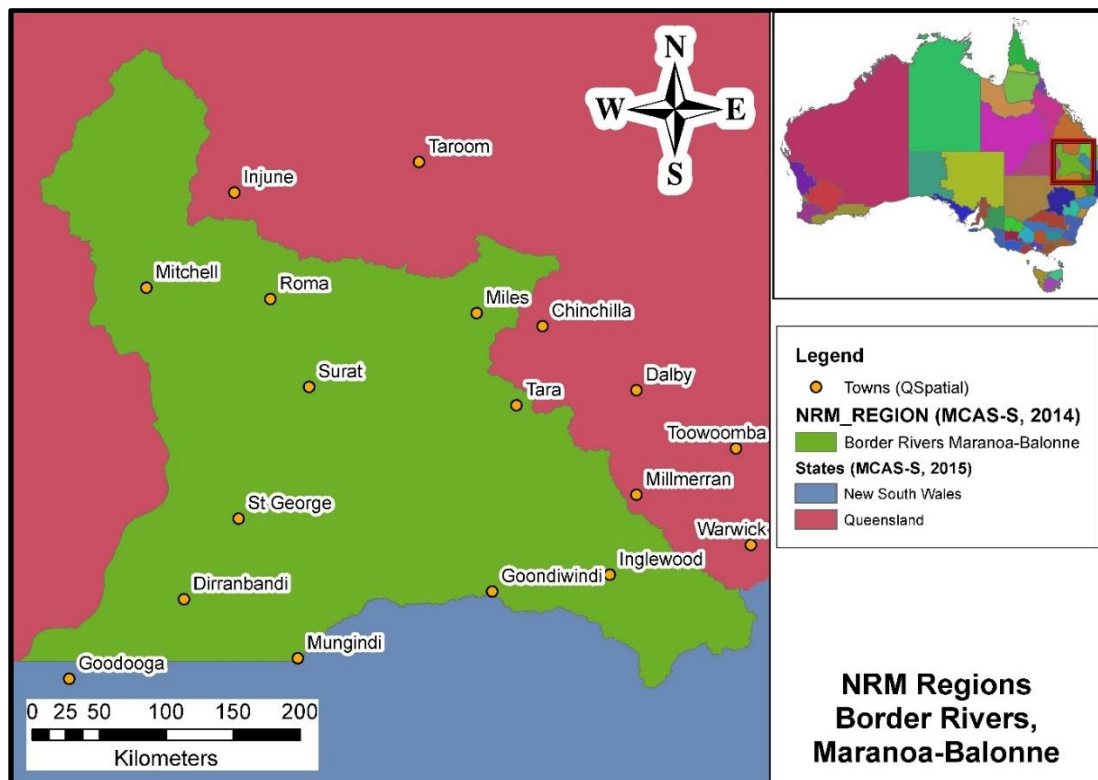 N
W E
S
Taroom
Injune
Mitchell
Roma
Miles
Chinchilla
Surat
Tara
Dalby
Toowoomba
Millmerran
St George
Warwick
Inglewood
Goondiwindi
Dirranbandi
Mungindi
Goodooga
0 25 50 100 150 200
Kilometers
Legend
Towns (QSpatial)
NRM_REGION (MCAS-S, 2014)
Border Rivers Maranoa-Balonne
States (MCAS-S, 2015)
New South Wales
Queensland
NRM Regions
Border Rivers,
Maranoa-Balonne